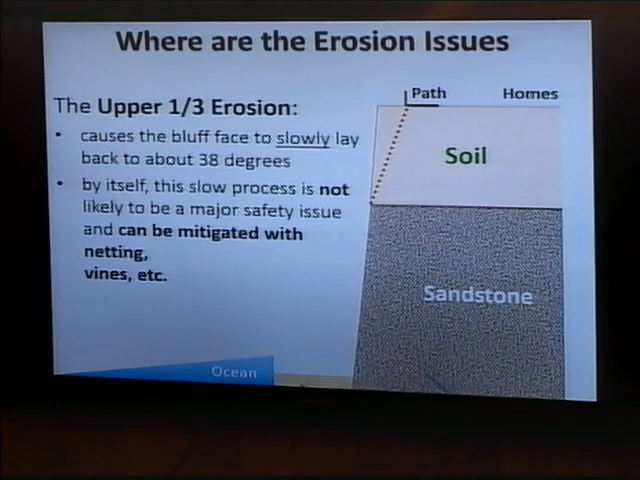 Where are the Erosion Issues
The Upper 1/3 Erosion:
• causes the bluff face to slowly lay
back to about 38 degrees
• by itself, this slow process is not
likely to be a major safety issue
and can be mitigated with
netting,
vines, etc.
Path Homes
Soil
Sandstone
Ocean